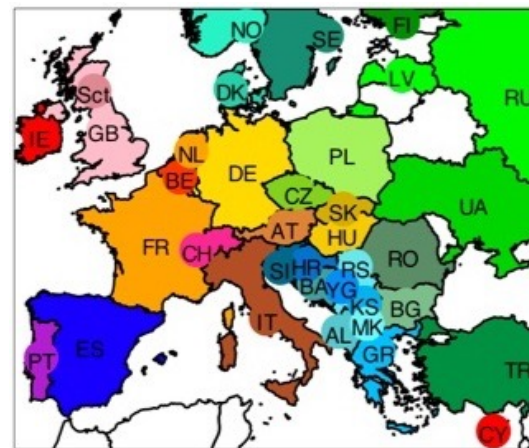 NO
SE
FI
Sct
DK
LV
RU
IE
GB
NL
BE
DE
PL
CZ
SK
UA
FR
CH
AT
HU
SI
HR
RS
RO
BA
YG
KS
BG
PT
ES
IT
AL
MK
GR
TR
CY